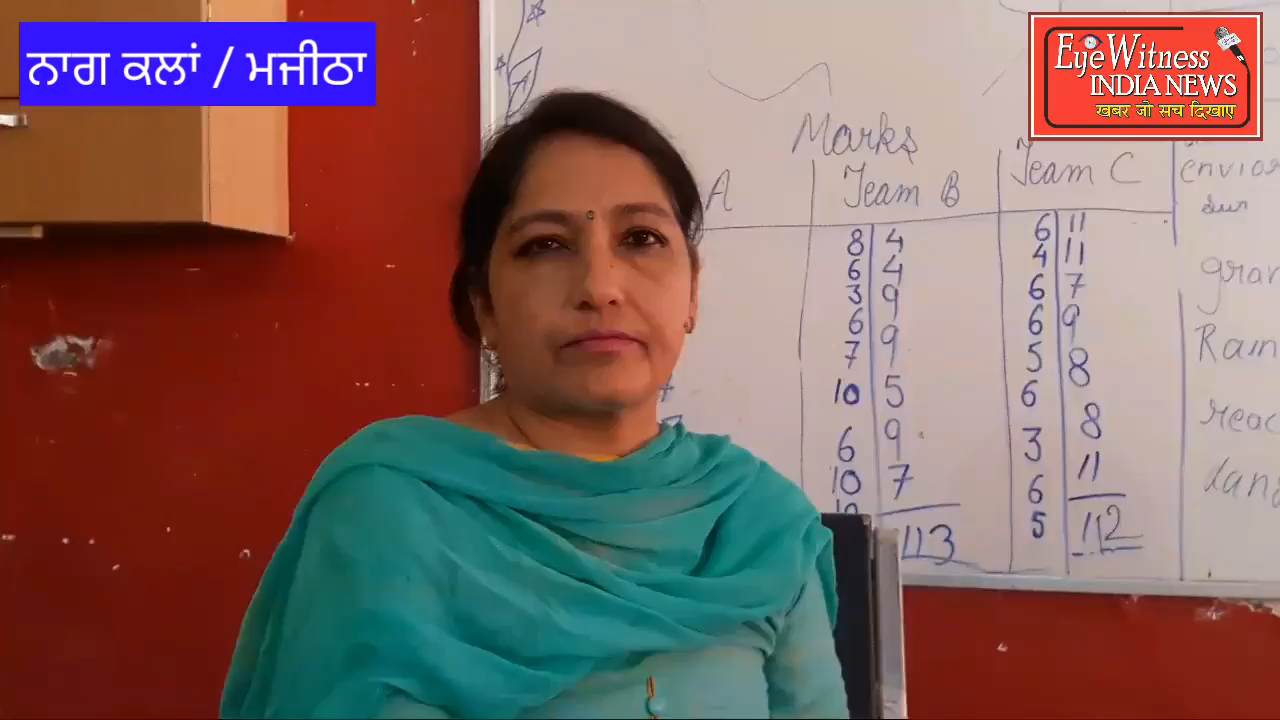 ਨਾਗ ਕਲਾਂ / ਮਜੀਠਾ
EyeWitness
INDIA NEWS
खबर जो सच दिखाए
Marks
A Team B Team C
8 4 6 11
6 4 4 11
3 9 6 7
6 9 6 9
7 9 5 8
10 5 6 8
6 9 3 11
10 7 6
10 113 5 112